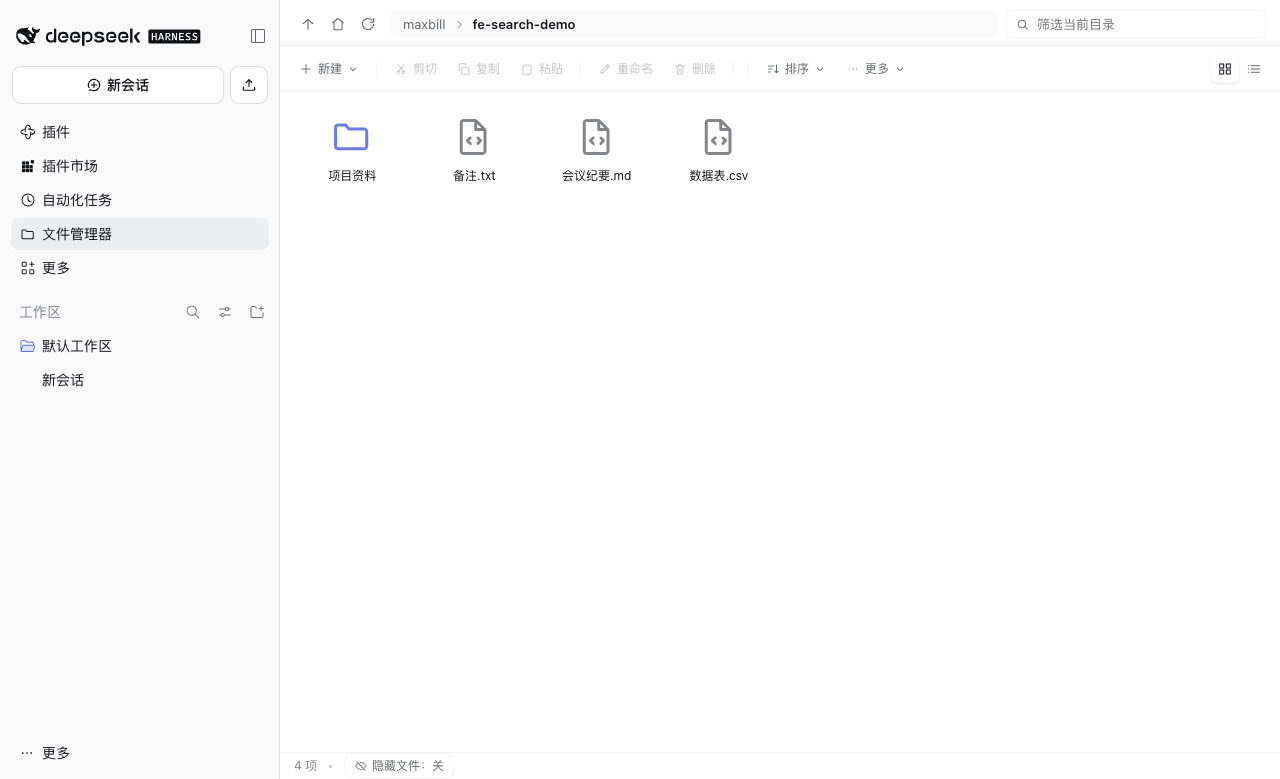 deepseek HARNESS
新会话
插件
插件市场
自动化任务
文件管理器
更多
工作区
默认工作区
新会话
更多
maxbill fe-search-demo
筛选当前目录
新建 剪切 复制 粘贴 重命名 删除 排序 更多
项目资料 备注.txt 会议纪要.md 数据表.csv
4 项 • 隐藏文件：关